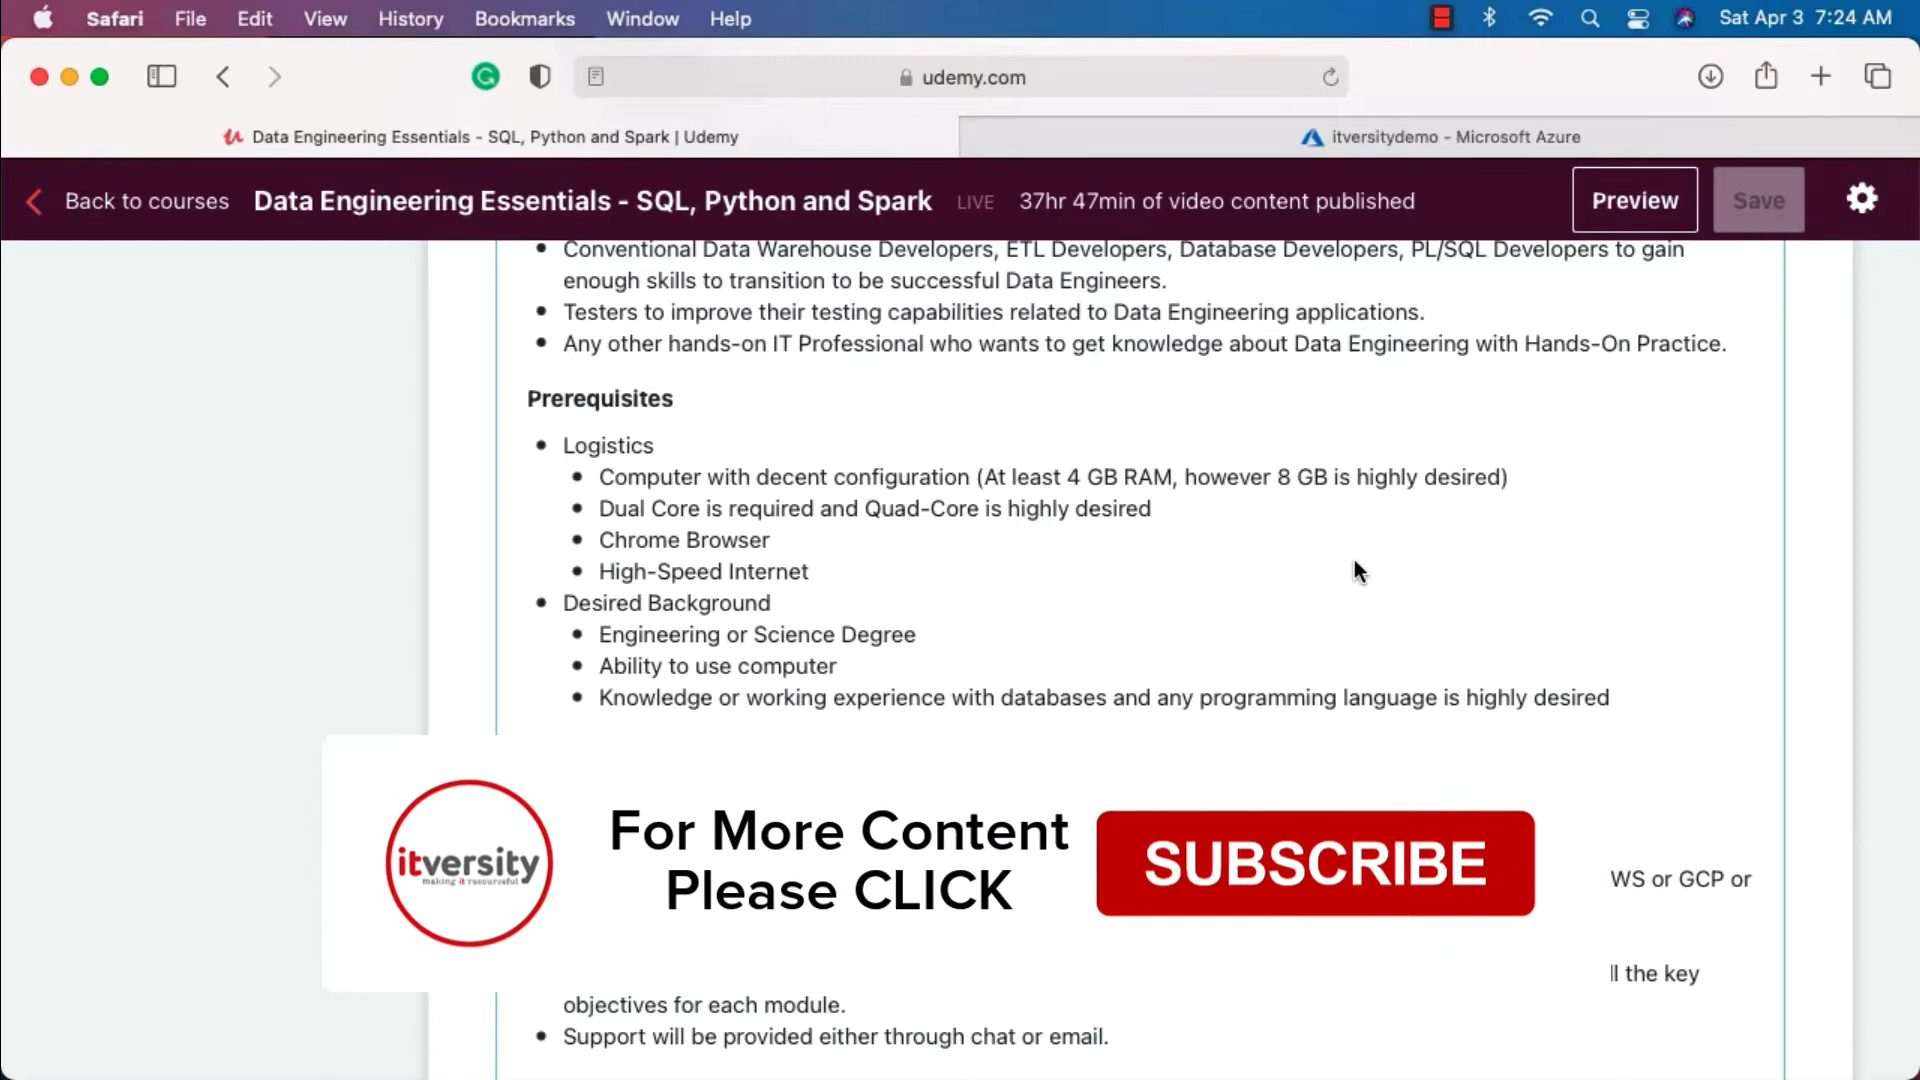 Safari File Edit View History Bookmarks Window Help Sat Apr 3 7:24 AM
udemy.com
Data Engineering Essentials - SQL, Python and Spark | Udemy
itversitydemo - Microsoft Azure
Back to courses Data Engineering Essentials - SQL, Python and Spark LIVE 37hr 47min of video content published Preview Save
Conventional Data Warehouse Developers, ETL Developers, Database Developers, PL/SQL Developers to gain
enough skills to transition to be successful Data Engineers.
Testers to improve their testing capabilities related to Data Engineering applications.
Any other hands-on IT Professional who wants to get knowledge about Data Engineering with Hands-On Practice.
Prerequisites
Logistics
Computer with decent configuration (At least 4 GB RAM, however 8 GB is highly desired)
Dual Core is required and Quad-Core is highly desired
Chrome Browser
High-Speed Internet
Desired Background
Engineering or Science Degree
Ability to use computer
Knowledge or working experience with databases and any programming language is highly desired
itversity
making it resourceful
For More Content
Please CLICK
SUBSCRIBE
WS or GCP or
ll the key
objectives for each module.
Support will be provided either through chat or email.